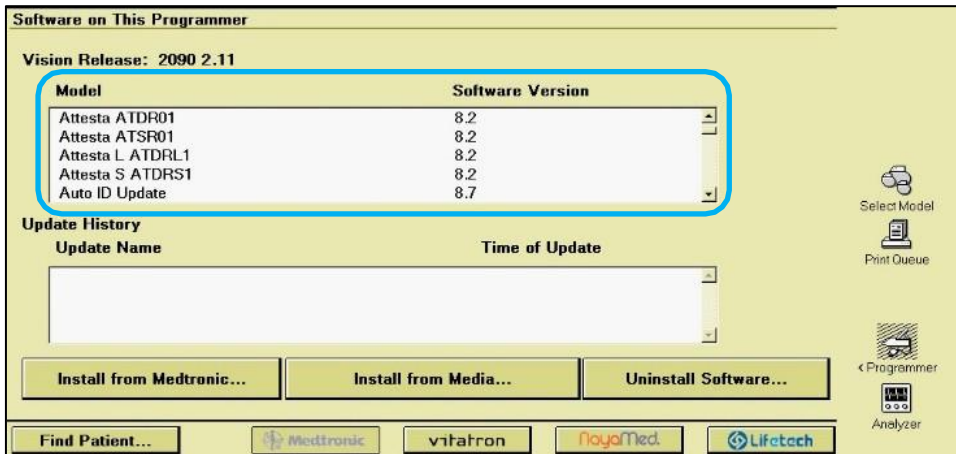 Software on This Programmer
Vision Release: 2090 2.11
Model Software Version
Attesta ATDR01 8.2
Attesta ATSR01 8.2
Attesta L ATDRL1 8.2
Attesta S ATDRS1 8.2
Auto ID Update 8.7
Update History
Update Name Time of Update
Install from Medtronic... Install from Media... Uninstall Software...
Find Patient... Medtronic vitatron NayaMed. Lifetech
Select Model
Print Queue
< Programmer
Analyzer